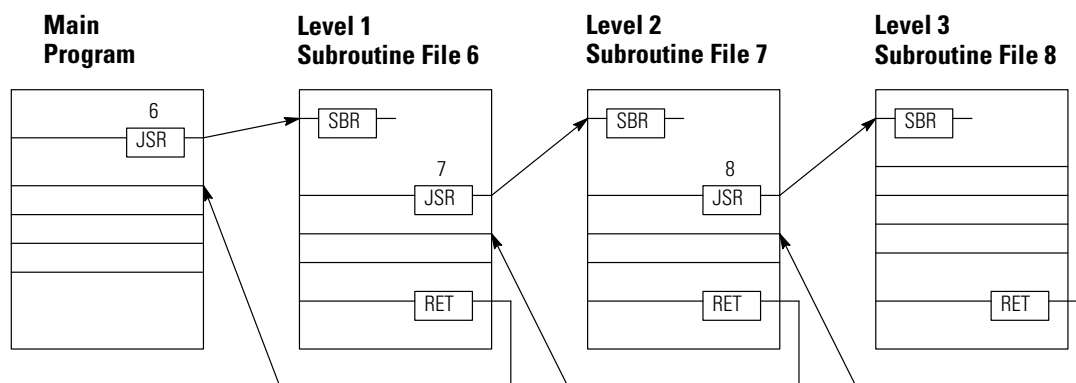 Main
Program
Level 1
Subroutine File 6
Level 2
Subroutine File 7
Level 3
Subroutine File 8
6
JSR
SBR
7
JSR
RET
SBR
8
JSR
RET
SBR
RET